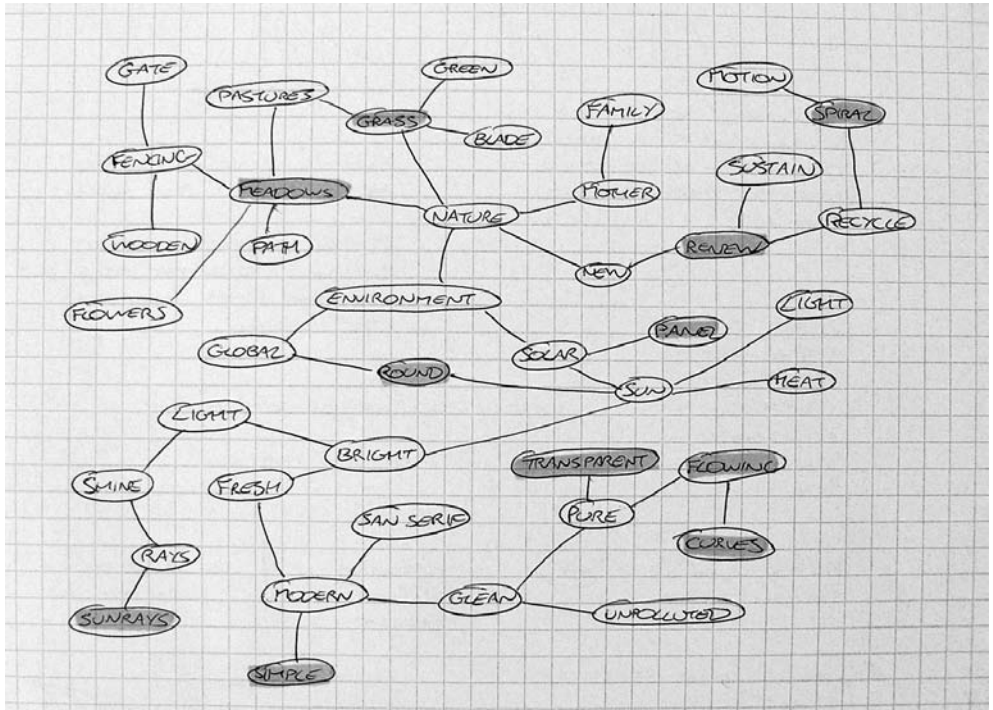 GATE
PASTURES
GREEN
GRASS
BLADE
FAMILY
MOTION
SPIRAL
FENCING
MEADOWS
SUSTAIN
MOTHER
NATURE
RECYCLE
WOODEN
PATH
RENEW
NEW
FLOWERS
ENVIRONMENT
LIGHT
GLOBAL
SOLAR
PANEL
ROUND
SUN
HEAT
LIGHT
BRIGHT
TRANSPARENT
FLOWING
SHINE
FRESH
SAN SERIF
PURE
CURVES
RAYS
MODERN
CLEAN
UNPOLLUTED
SUNRAYS
SIMPLE